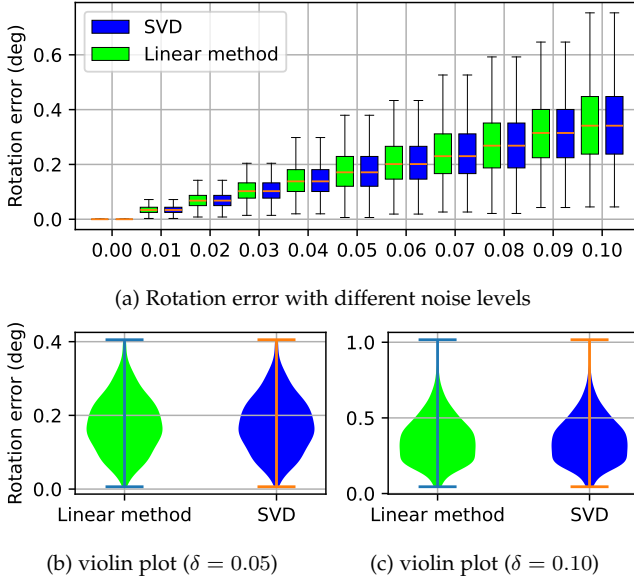 Rotation error (deg)
0.6
0.4
0.2
0.0
SVD
Linear method
0.00 0.01 0.02 0.03 0.04 0.05 0.06 0.07 0.08 0.09 0.10
(a) Rotation error with different noise levels
Rotation error (deg)
0.4
0.2
0.0
Linear method SVD
(b) violin plot (δ = 0.05)
1.0
0.5
0.0
Linear method SVD
(c) violin plot (δ = 0.10)